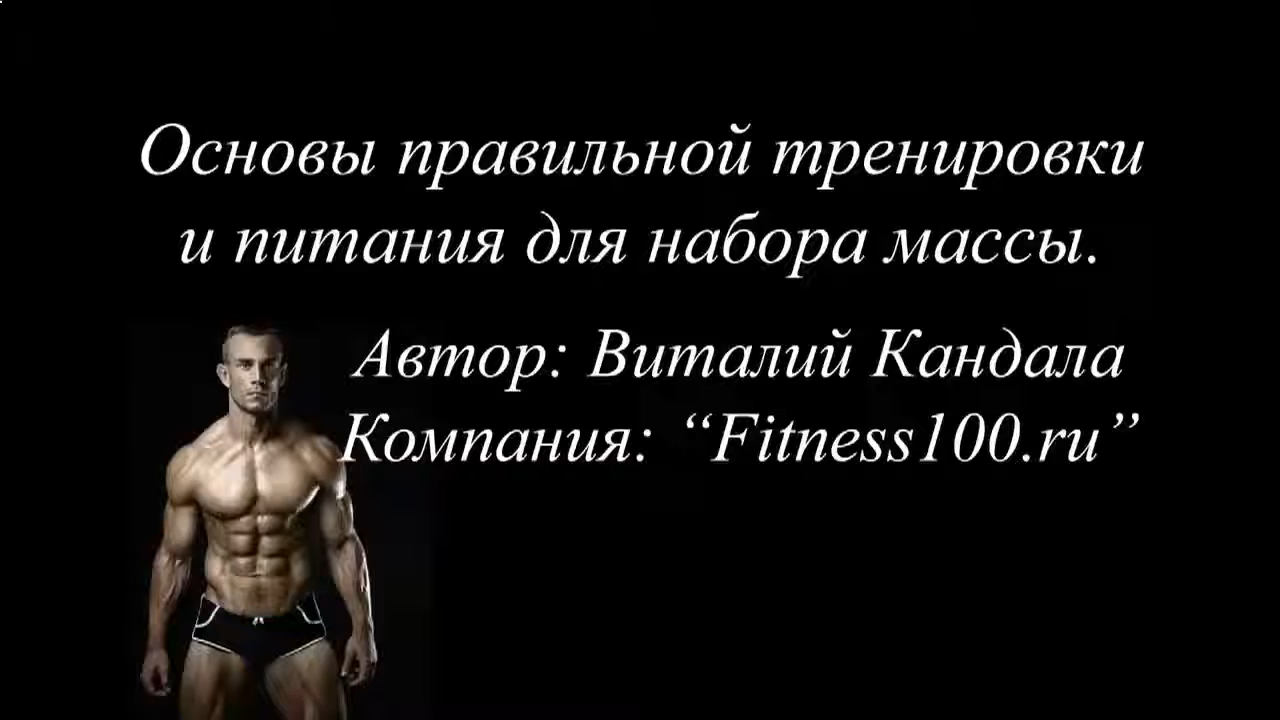 Основы правильной тренировки
и питания для набора массы.
Автор: Виталий Кандала
Компания: “Fitness100.ru”